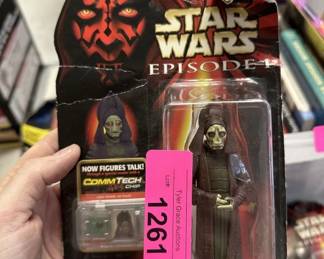 STAR
WARS
EPISODE I
NOW FIGURES TALK!
COMMTECH
CHIP
LOT#
1261
Tyler Grace Auctions